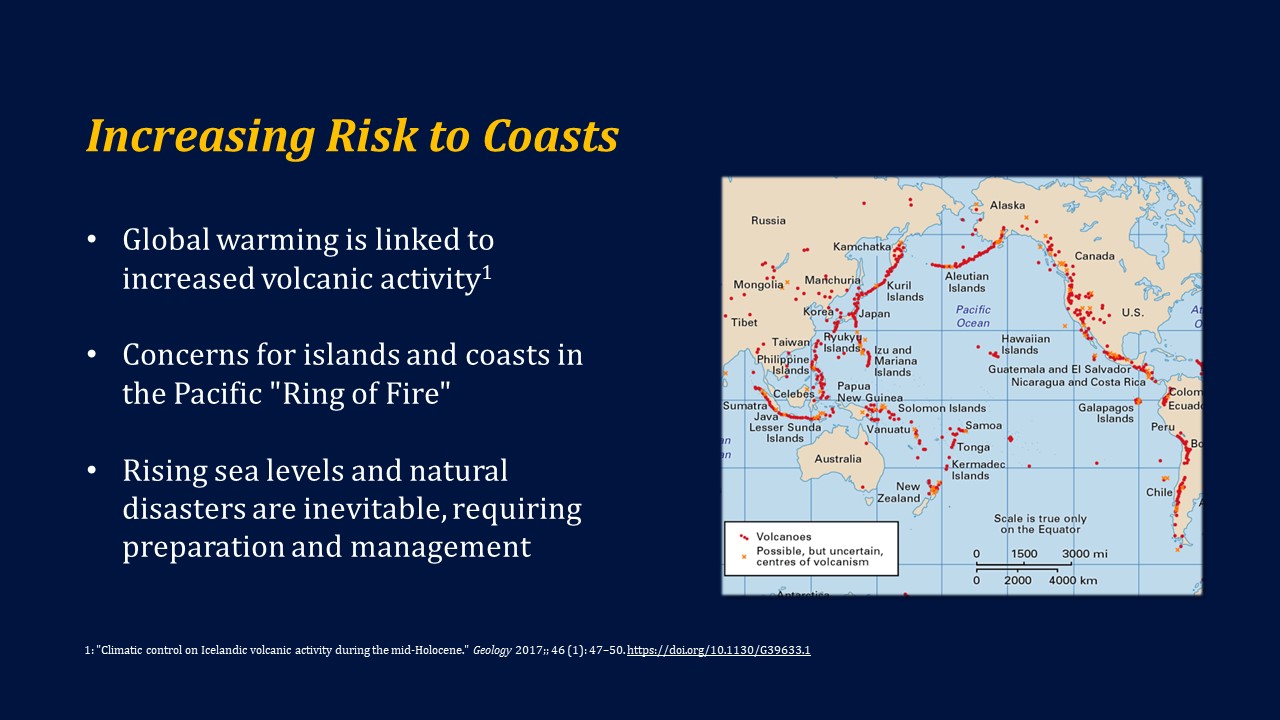 Increasing Risk to Coasts
• Global warming is linked to
increased volcanic activity1
• Concerns for islands and coasts in
the Pacific "Ring of Fire"
• Rising sea levels and natural
disasters are inevitable, requiring
preparation and management
Alaska
Russia
Kamchatka
Canada
Mongolia
Manchuria
Kuril
Islands
Aleutian
Islands
Korea
Japan
Pacific
Ocean
U.S.
Tibet
Taiwan
Ryukyu
Islands
Izu and
Mariana
Islands
Hawaiian
Islands
Philippine
Islands
Guatemala and El Salvador
Nicaragua and Costa Rica
Celebes
Papua
New Guinea
Sumatra
Java
Lesser Sunda
Islands
Solomon Islands
Galapagos
Islands
Colom
Ecuado
Vanuatu
Samoa
Peru
Bo
Tonga
Australia
Kermadec
Islands
New
Zealand
Chile
Scale is true only
on the Equator
Volcanoes
Possible, but uncertain,
centres of volcanism
0 1500 3000 mi
0 2000 4000 km
Antarctica
1: "Climatic control on Icelandic volcanic activity during the mid-Holocene." Geology 2017;; 46 (1): 47–50. https://doi.org/10.1130/G39633.1